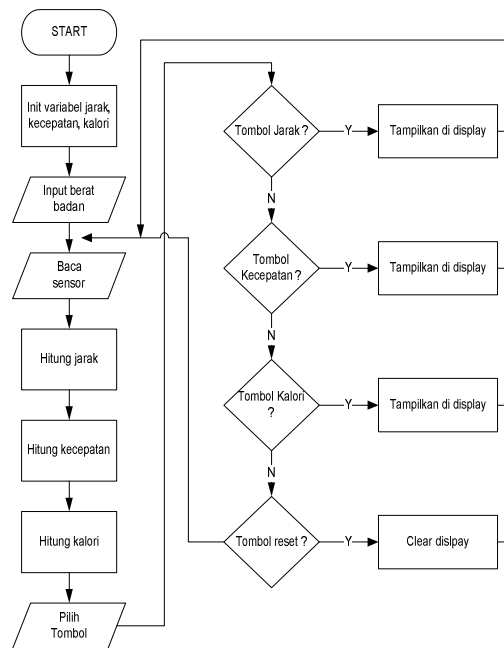 START
Init variabel jarak,
kecepatan, kalori
Input berat
badan
Baca
sensor
Hitung jarak
Hitung kecepatan
Hitung kalori
Pilih
Tombol
Tombol Jarak ?
Y
Tampilkan di display
N
Tombol
Kecepatan ?
Y
Tampilkan di display
N
Tombol Kalori
?
Y
Tampilkan di display
N
Tombol reset ?
Y
Clear dislpay